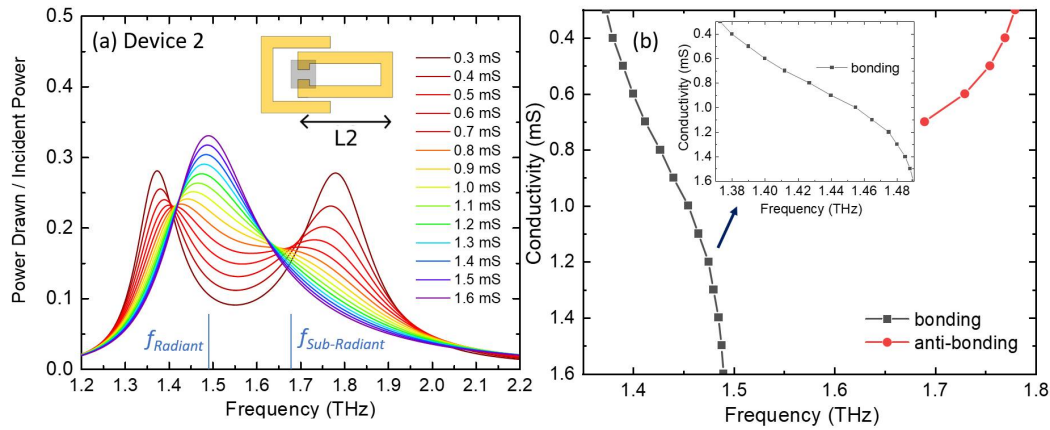 (a) Device 2
Power Drawn / Incident Power
0.5
0.4
0.3
0.2
0.1
0.0
L2
0.3 mS
0.4 mS
0.5 mS
0.6 mS
0.7 mS
0.8 mS
0.9 mS
1.0 mS
1.1 mS
1.2 mS
1.3 mS
1.4 mS
1.5 mS
1.6 mS
f Radiant
f Sub-Radiant
1.2 1.3 1.4 1.5 1.6 1.7 1.8 1.9 2.0 2.1 2.2
Frequency (THz)
(b)
Conductivity (mS)
0.4
0.6
0.8
1.0
1.2
1.4
1.6
Conductivity (mS)
0.4
0.6
0.8
1.0
1.2
1.4
1.6
bonding
1.38 1.40 1.42 1.44 1.46 1.48
Frequency (THz)
bonding
anti-bonding
1.4 1.5 1.6 1.7 1.8
Frequency (THz)